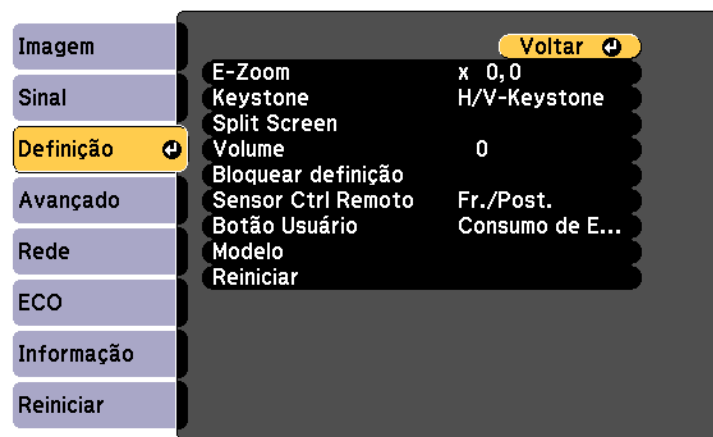 Imagem
Sinal
Definição
Avançado
Rede
ECO
Informação
Reiniciar
Voltar
E-Zoom x 0,0
Keystone H/V-Keystone
Split Screen
Volume 0
Bloquear definição
Sensor Ctrl Remoto Fr./Post.
Botão Usuário Consumo de E...
Modelo
Reiniciar